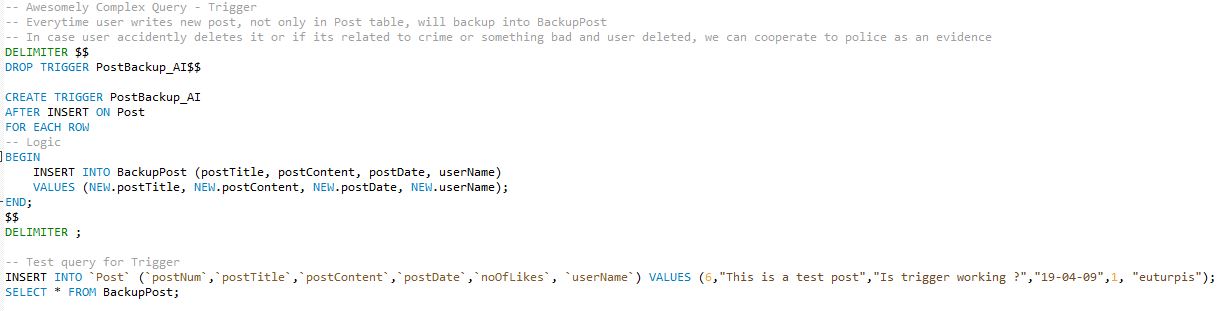 -- Awesomely Complex Query - Trigger
-- Everytime user writes new post, not only in Post table, will backup into BackupPost
-- In case user accidently deletes it or if its related to crime or something bad and user deleted, we can cooperate to police as an evidence
DELIMITER $$
DROP TRIGGER PostBackup_AI$$
CREATE TRIGGER PostBackup_AI
AFTER INSERT ON Post
FOR EACH ROW
-- Logic
BEGIN
INSERT INTO BackupPost (postTitle, postContent, postDate, userName)
VALUES (NEW.postTitle, NEW.postContent, NEW.postDate, NEW.userName);
END;
$$
DELIMITER ;
-- Test query for Trigger
INSERT INTO `Post` (`postNum`,`postTitle`,`postContent`,`postDate`,`noOfLikes`, `userName`) VALUES (6,"This is a test post","Is trigger working ?","19-04-09",1, "euturpis");
SELECT * FROM BackupPost;